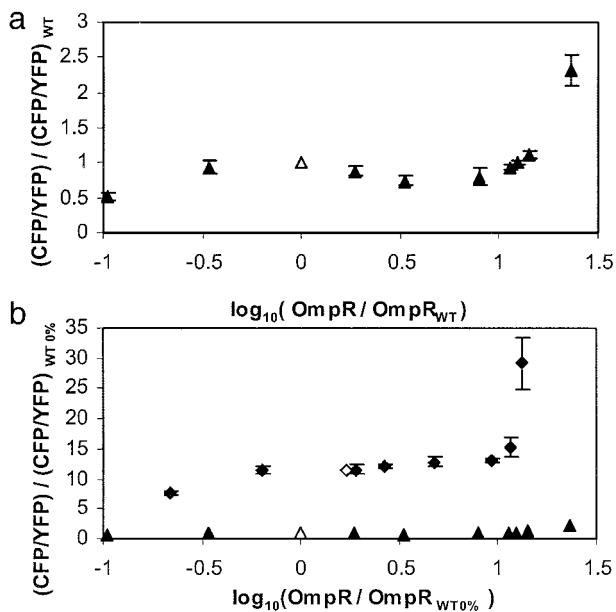 a
(CFP/YFP) / (CFP/YFP) WT
3
2.5
2
1.5
1
0.5
0
-1 -0.5 0 0.5 1 1.5
log10( OmpR / OmpRWT)
b
(CFP/YFP) / (CFP/YFP) WT0%
35
30
25
20
15
10
5
0
-1 -0.5 0 0.5 1 1.5
log10(OmpR / OmpRWT0% )